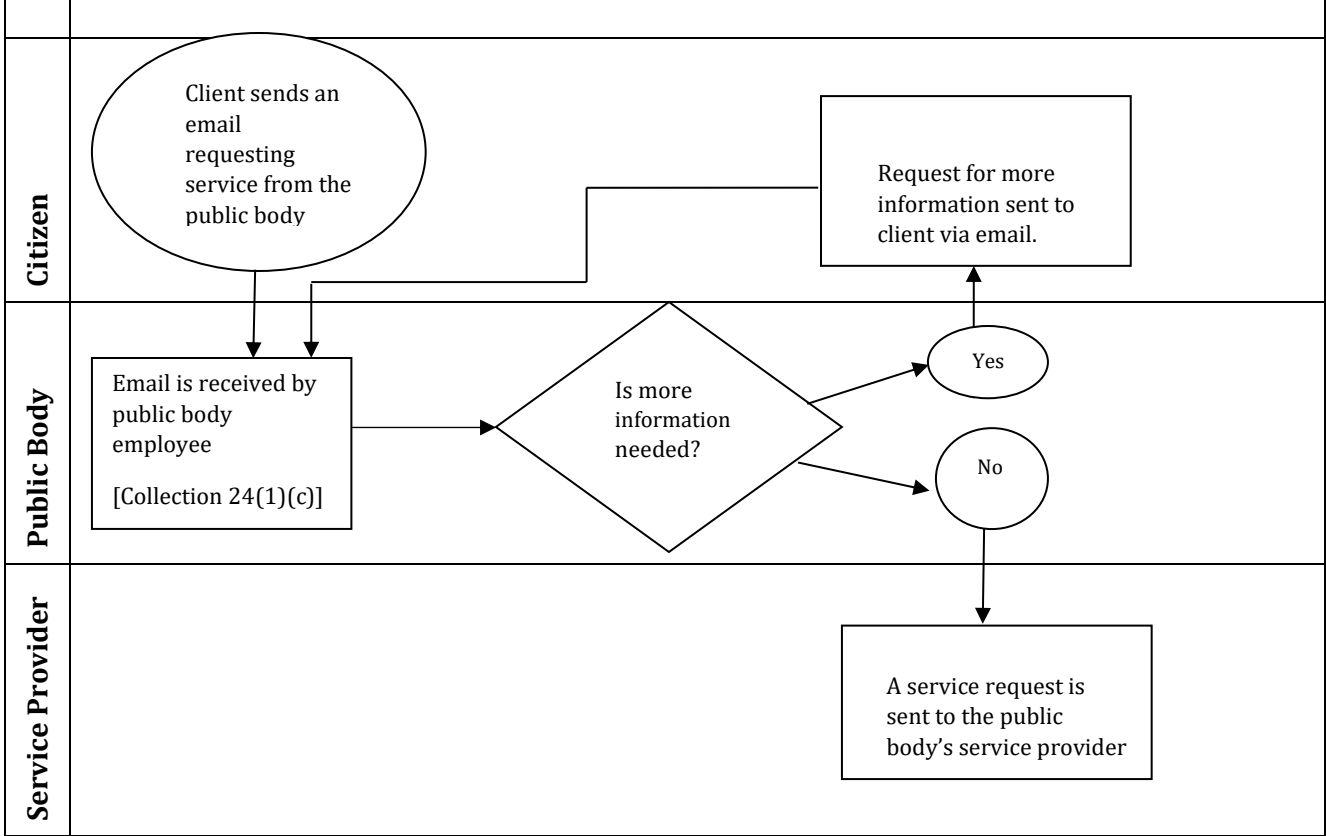 Citizen
Client sends an
email
requesting
service from the
public body
Request for more
information sent to
client via email.
Public Body
Email is received by
public body
employee
[Collection 24(1)(c)]
Is more
information
needed?
Yes
No
Service Provider
A service request is
sent to the public
body’s service provider